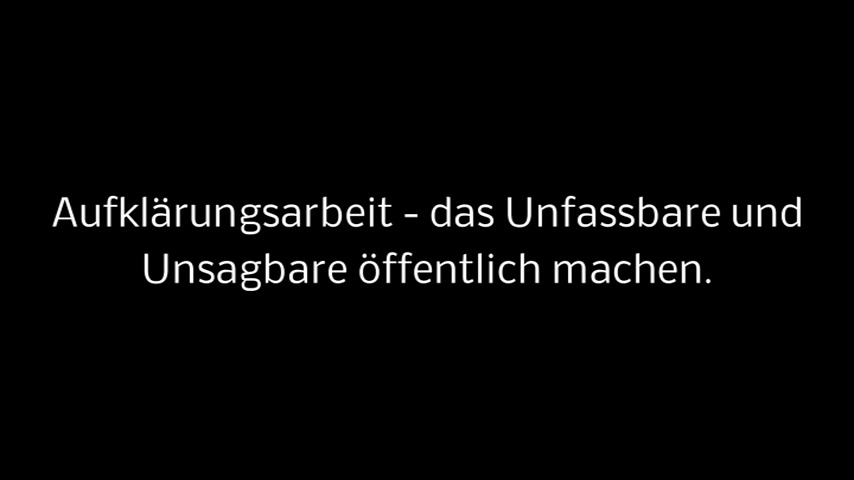 Aufklärungsarbeit - das Unfassbare und
Unsagbare öffentlich machen.